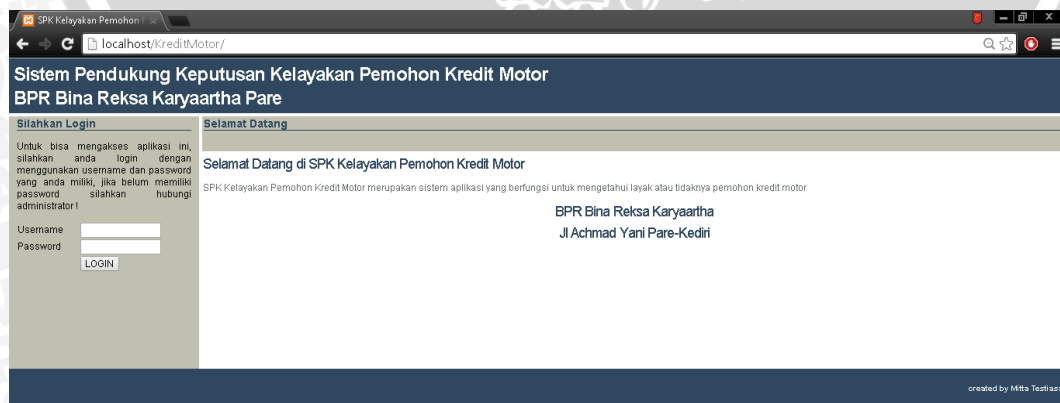 SPK Kelayakan Pemohon
localhost/KreditMotor/
Sistem Pendukung Keputusan Kelayakan Pemohon Kredit Motor
BPR Bina Reksa Karyaartha Pare
Silahkan Login
Untuk bisa mengakses aplikasi ini,
silahkan anda login dengan
menggunakan username dan password
yang anda miliki, jika belum memiliki
password silahkan hubungi
administrator !
Username
Password
LOGIN
Selamat Datang
Selamat Datang di SPK Kelayakan Pemohon Kredit Motor
SPK Kelayakan Pemohon Kredit Motor merupakan sistem aplikasi yang berfungsi untuk mengetahui layak atau tidaknya pemohon kredit motor
BPR Bina Reksa Karyaartha
Jl Achmad Yani Pare-Kediri
created by Mitta